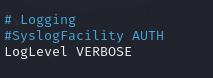 # Logging
#SyslogFacility AUTH
LogLevel VERBOSE